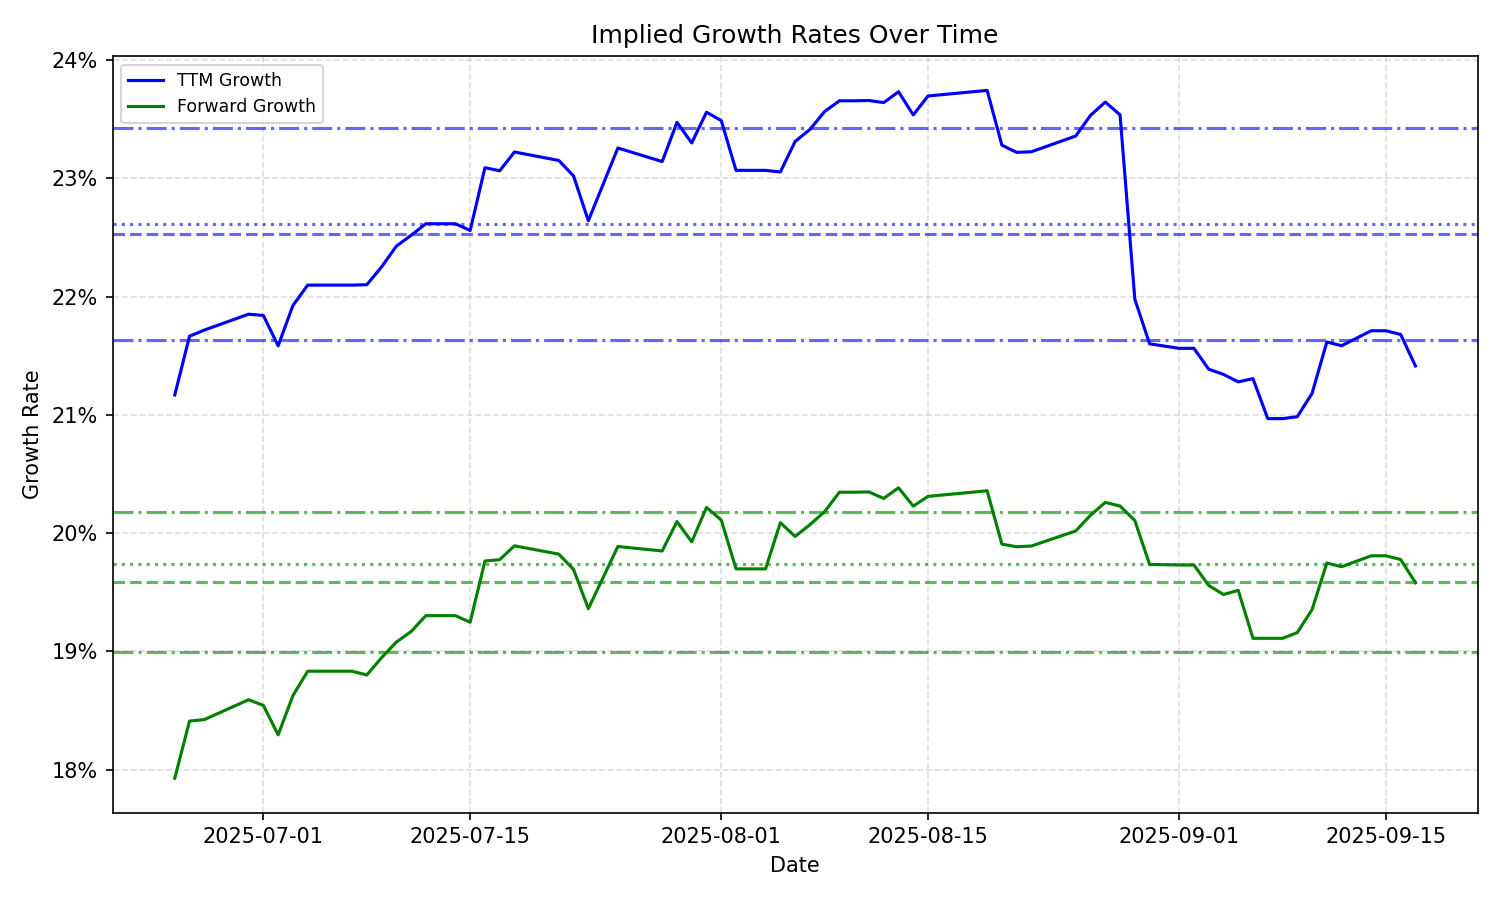 Implied Growth Rates Over Time
TTM Growth
Forward Growth
24%
23%
22%
21%
20%
19%
18%
Growth Rate
2025-07-01 2025-07-15 2025-08-01 2025-08-15 2025-09-01 2025-09-15
Date